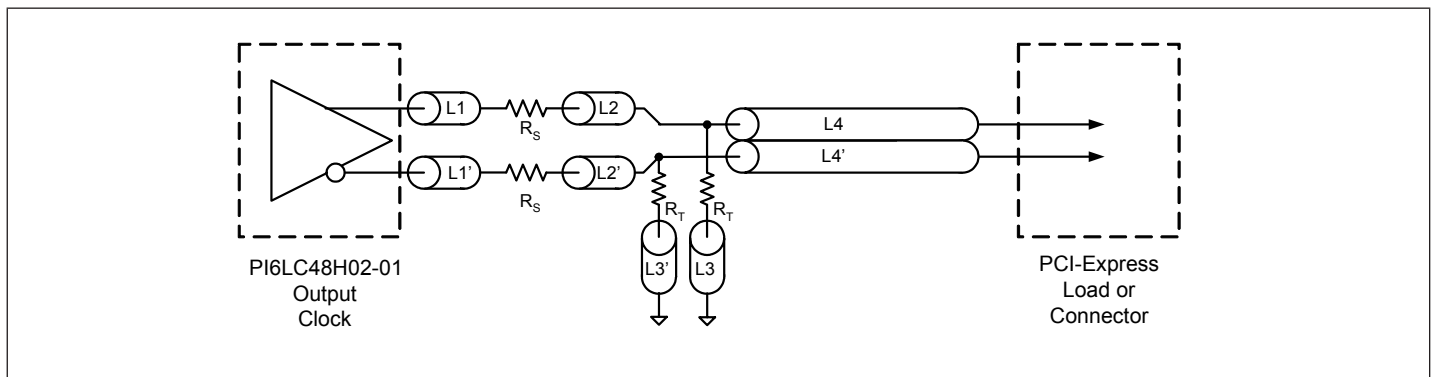 L1
R_S
L2
L4
L1’
R_S
L2’
L4’
R_T
R_T
L3’
L3
PI6LC48H02-01
Output
Clock
PCI-Express
Load or
Connector